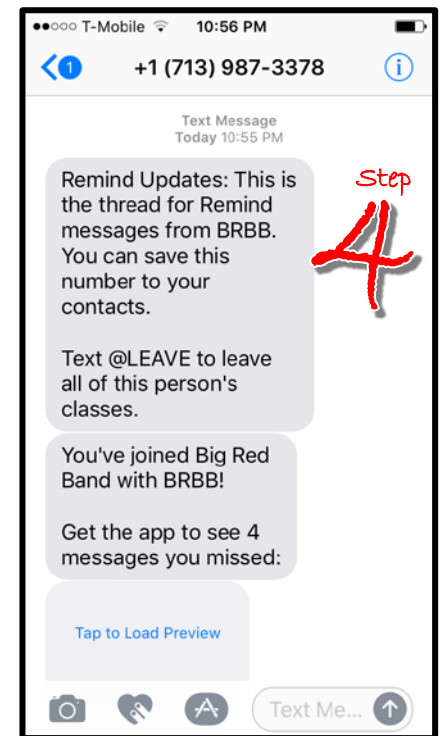 T-Mobile 10:56 PM
1 +1 (713) 987-3378 i
Text Message
Today 10:55 PM
Step
4
Remind Updates: This is
the thread for Remind
messages from BRBB.
You can save this
number to your
contacts.
Text @LEAVE to leave
all of this person's
classes.
You've joined Big Red
Band with BRBB!
Get the app to see 4
messages you missed:
Tap to Load Preview
Text Me...